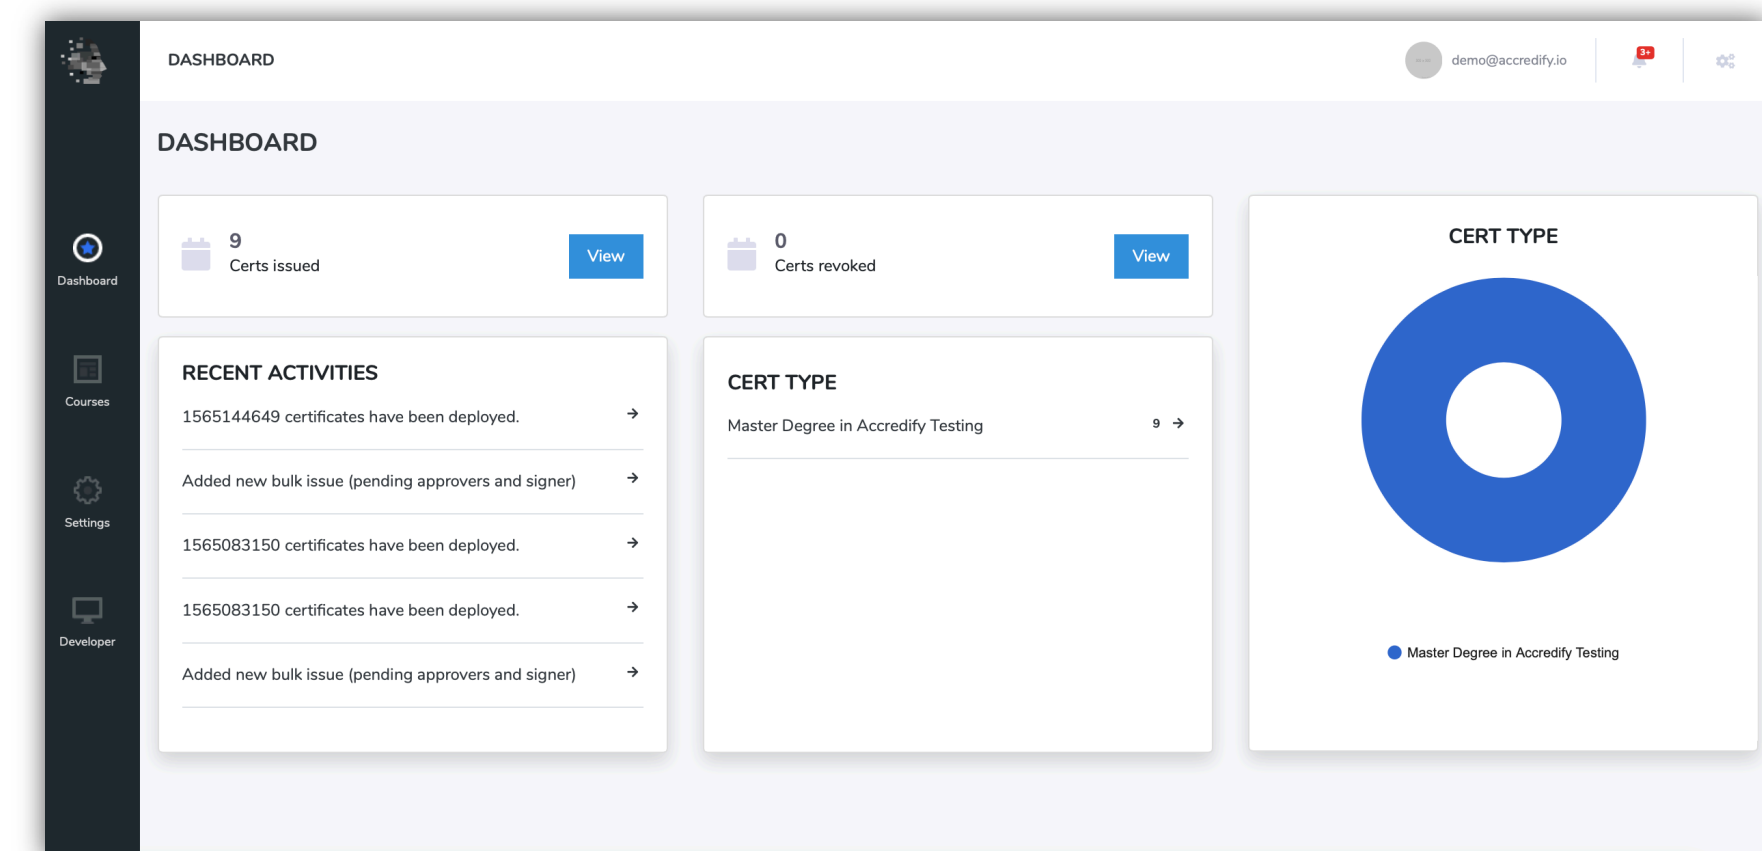 DASHBOARD
demo@accredify.io
3+
DASHBOARD
9
Certs issued
View
0
Certs revoked
View
CERT TYPE
Master Degree in Accredify Testing
RECENT ACTIVITIES
1565144649 certificates have been deployed.
Added new bulk issue (pending approvers and signer)
1565083150 certificates have been deployed.
1565083150 certificates have been deployed.
Added new bulk issue (pending approvers and signer)
CERT TYPE
Master Degree in Accredify Testing 9
Dashboard
Courses
Settings
Developer